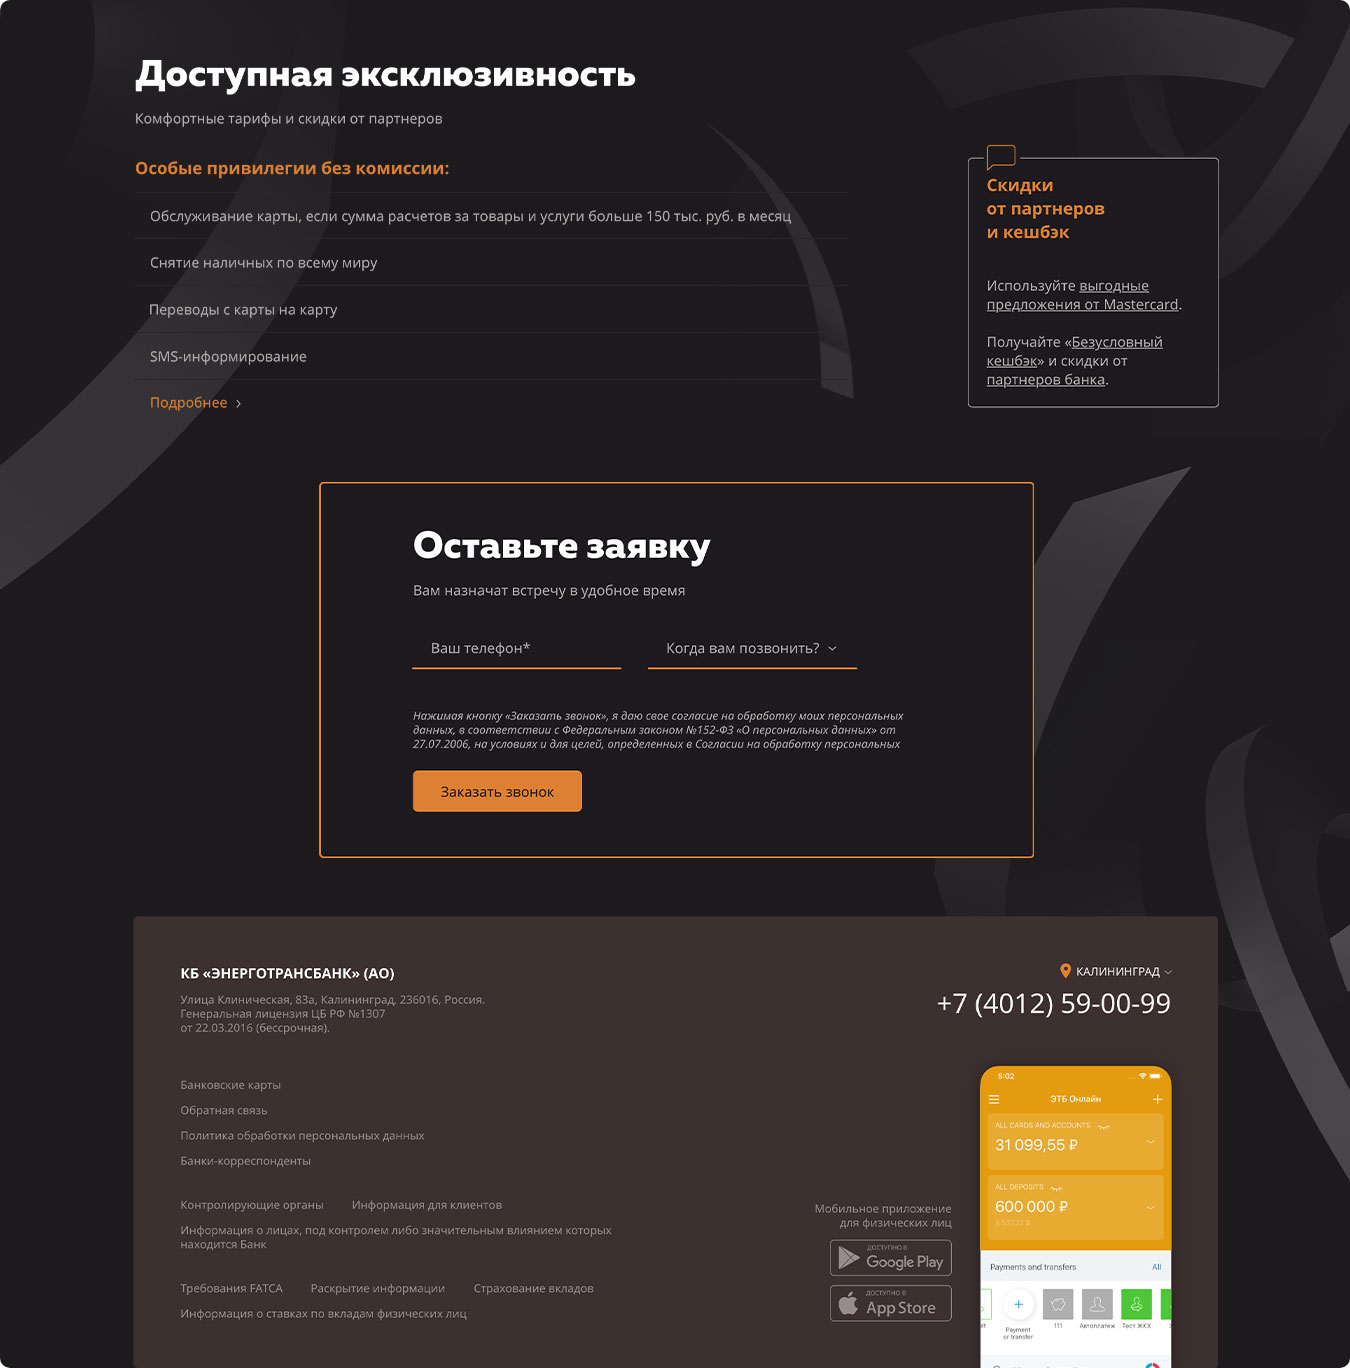 Доступная эксклюзивность
Комфортные тарифы и скидки от партнеров
Особые привилегии без комиссии:
Обслуживание карты, если сумма расчетов за товары и услуги больше 150 тыс. руб. в месяц
Снятие наличных по всему миру
Переводы с карты на карту
SMS-информирование
Подробнее
Скидки
от партнеров
и кешбэк
Используйте выгодные
предложения от Mastercard.
Получайте «Безусловный
кешбэк» и скидки от
партнеров банка.
Оставьте заявку
Вам назначат встречу в удобное время
Ваш телефон*
Когда вам позвонить?
Нажимая кнопку «Заказать звонок», я даю свое согласие на обработку моих персональных
данных, в соответствии с Федеральным законом №152-ФЗ «О персональных данных» от
27.07.2006, на условиях и для целей, определенных в Согласии на обработку персональных
Заказать звонок
КБ «ЭНЕРГОТРАНСБАНК» (АО)
Улица Клиническая, 83а, Калининград, 236016, Россия.
Генеральная лицензия ЦБ РФ №1307
от 22.03.2016 (бессрочная).
КАЛИНИНГРАД
+7 (4012) 59-00-99
Банковские карты
Обратная связь
Политика обработки персональных данных
Банки-корреспонденты
Контролирующие органы
Информация для клиентов
Информация о лицах, под контролем либо значительным влиянием которых
находится Банк
Требования FATCA
Раскрытие информации
Страхование вкладов
Информация о ставках по вкладам физических лиц
Мобильное приложение
для физических лиц
ДОСТУПНО В
Google Play
ДОСТУПНО В
App Store
5:02
ЭТБ Онлайн
ALL CARDS AND ACCOUNTS
31 099,55 ₽
ALL DEPOSITS
600 000 ₽
Payments and transfers
All
Payment
or transfer
111
Автоплатеж
Тест ЖКХ